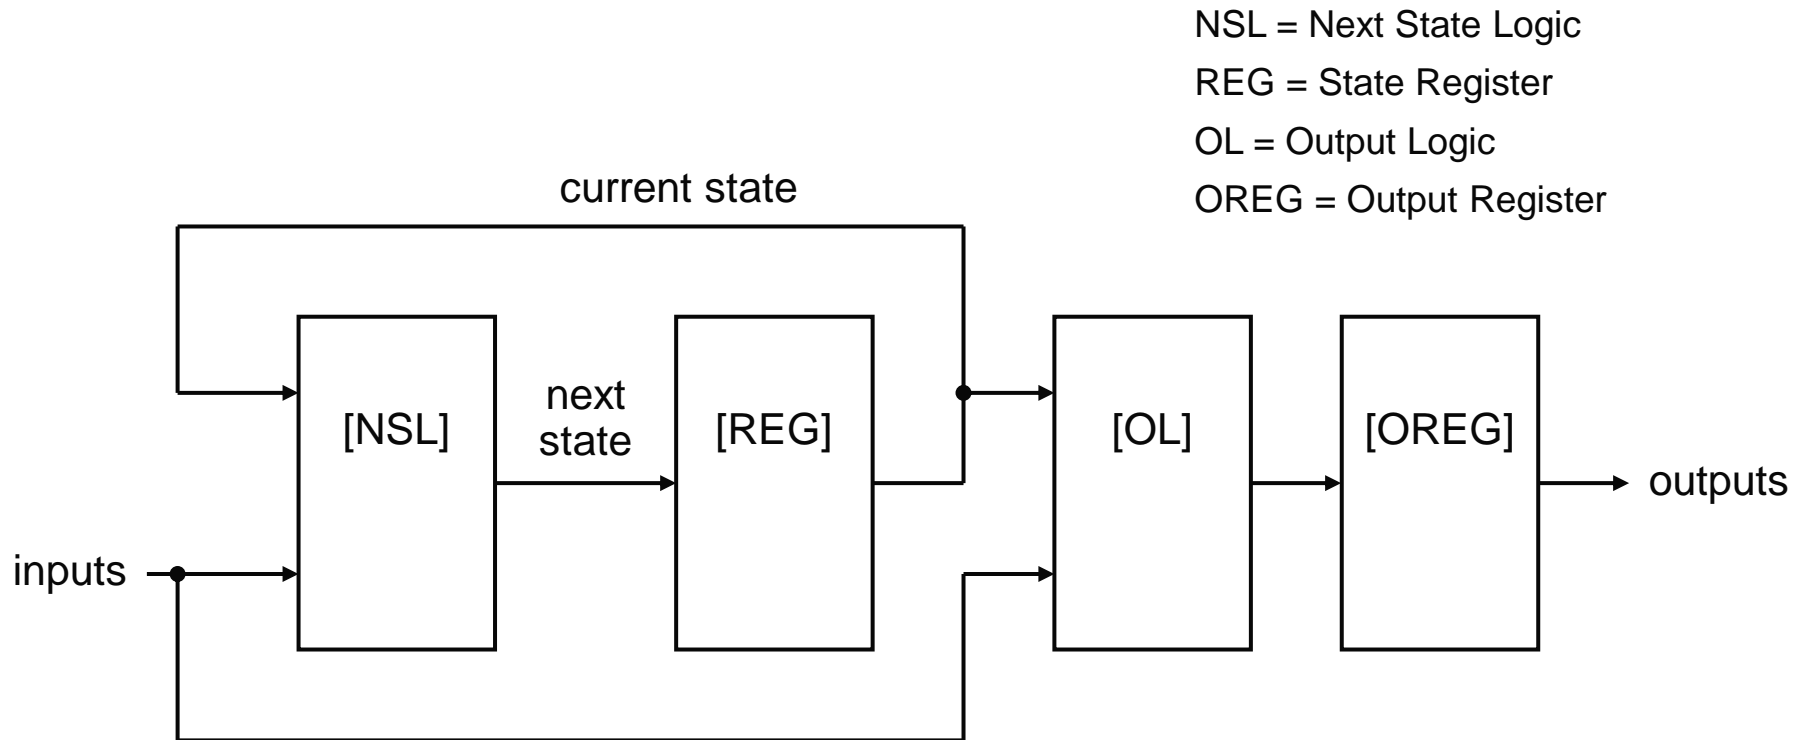 NSL = Next State Logic
REG = State Register
OL = Output Logic
OREG = Output Register
current state
next
state
[NSL]
[REG]
[OL]
[OREG]
outputs
inputs